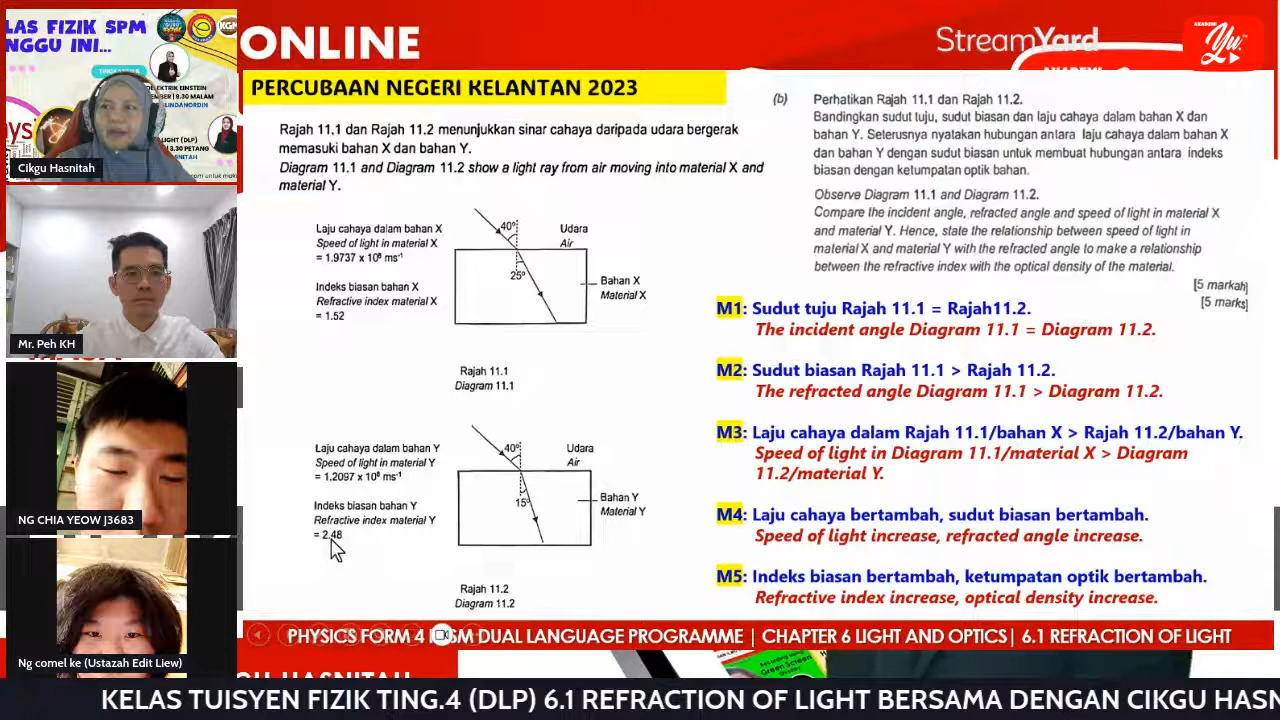 LAS FIZIK SPM
NGGU INI...
Cikgu Hasnitah
Mr. Peh KH
NG CHIA YEOW J3683
Ng comel ke (Ustazah Edit Liew)
ONLINE
StreamYard
PERCUBAAN NEGERI KELANTAN 2023
Rajah 11.1 dan Rajah 11.2 menunjukkan sinar cahaya daripada udara bergerak
memasuki bahan X dan bahan Y.
Diagram 11.1 and Diagram 11.2 show a light ray from air moving into material X and
material Y.
Laju cahaya dalam bahan X
Speed of light in material X
= 1.9737 x 10⁸ ms⁻¹
Indeks biasan bahan X
Refractive index material X
= 1.52
40°
25°
Udara
Air
Bahan X
Material X
Rajah 11.1
Diagram 11.1
Laju cahaya dalam bahan Y
Speed of light in material Y
= 1.2097 x 10⁸ ms⁻¹
Indeks biasan bahan Y
Refractive index material Y
= 2.48
40°
15°
Udara
Air
Bahan Y
Material Y
Rajah 11.2
Diagram 11.2
(b) Perhatikan Rajah 11.1 dan Rajah 11.2.
Bandingkan sudut tuju, sudut biasan dan laju cahaya dalam bahan X dan
bahan Y. Seterusnya nyatakan hubungan antara laju cahaya dalam bahan X
dan bahan Y dengan sudut biasan untuk membuat hubungan antara indeks
biasan dengan ketumpatan optik bahan.
Observe Diagram 11.1 and Diagram 11.2.
Compare the incident angle, refracted angle and speed of light in material X
and material Y. Hence, state the relationship between speed of light in
material X and material Y with the refracted angle to make a relationship
between the refractive index with the optical density of the material.
[5 markah]
[5 marks]
M1: Sudut tuju Rajah 11.1 = Rajah11.2.
The incident angle Diagram 11.1 = Diagram 11.2.
M2: Sudut biasan Rajah 11.1 > Rajah 11.2.
The refracted angle Diagram 11.1 > Diagram 11.2.
M3: Laju cahaya dalam Rajah 11.1/bahan X > Rajah 11.2/bahan Y.
Speed of light in Diagram 11.1/material X > Diagram
11.2/material Y.
M4: Laju cahaya bertambah, sudut biasan bertambah.
Speed of light increase, refracted angle increase.
M5: Indeks biasan bertambah, ketumpatan optik bertambah.
Refractive index increase, optical density increase.
PHYSICS FORM 4 SM DUAL LANGUAGE PROGRAMME | CHAPTER 6 LIGHT AND OPTICS| 6.1 REFRACTION OF LIGHT
KELAS TUISYEN FIZIK TING.4 (DLP) 6.1 REFRACTION OF LIGHT BERSAMA DENGAN CIKGU HASN